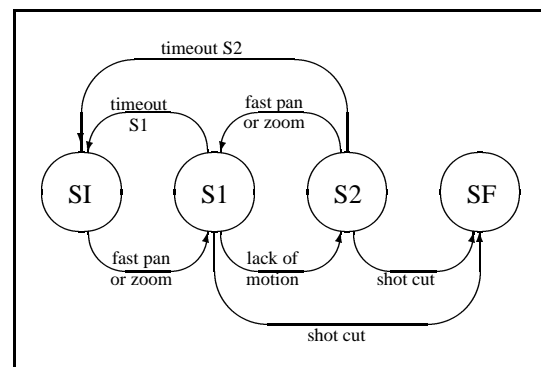 timeout S2
timeout
S1
fast pan
or zoom
SI
S1
S2
SF
fast pan
or zoom
lack of
motion
shot cut
shot cut